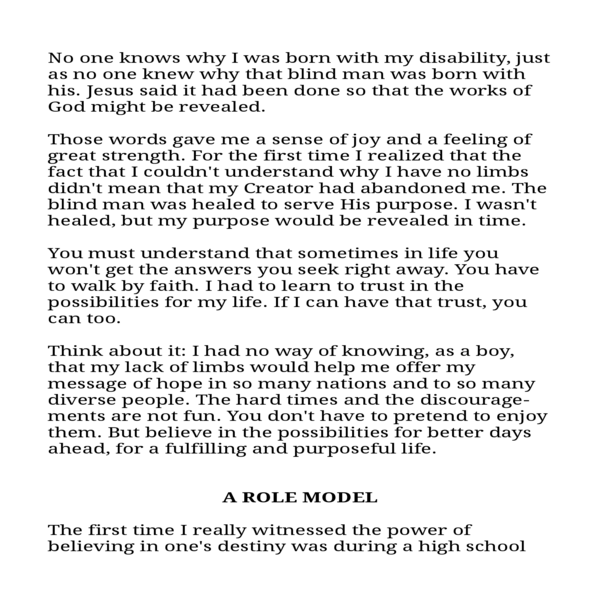 No one knows why I was born with my disability, just
as no one knew why that blind man was born with
his. Jesus said it had been done so that the works of
God might be revealed.
Those words gave me a sense of joy and a feeling of
great strength. For the first time I realized that the
fact that I couldn't understand why I have no limbs
didn't mean that my Creator had abandoned me. The
blind man was healed to serve His purpose. I wasn't
healed, but my purpose would be revealed in time.
You must understand that sometimes in life you
won't get the answers you seek right away. You have
to walk by faith. I had to learn to trust in the
possibilities for my life. If I can have that trust, you
can too.
Think about it: I had no way of knowing, as a boy,
that my lack of limbs would help me offer my
message of hope in so many nations and to so many
diverse people. The hard times and the discourage-
ments are not fun. You don't have to pretend to enjoy
them. But believe in the possibilities for better days
ahead, for a fulfilling and purposeful life.
A ROLE MODEL
The first time I really witnessed the power of
believing in one's destiny was during a high school